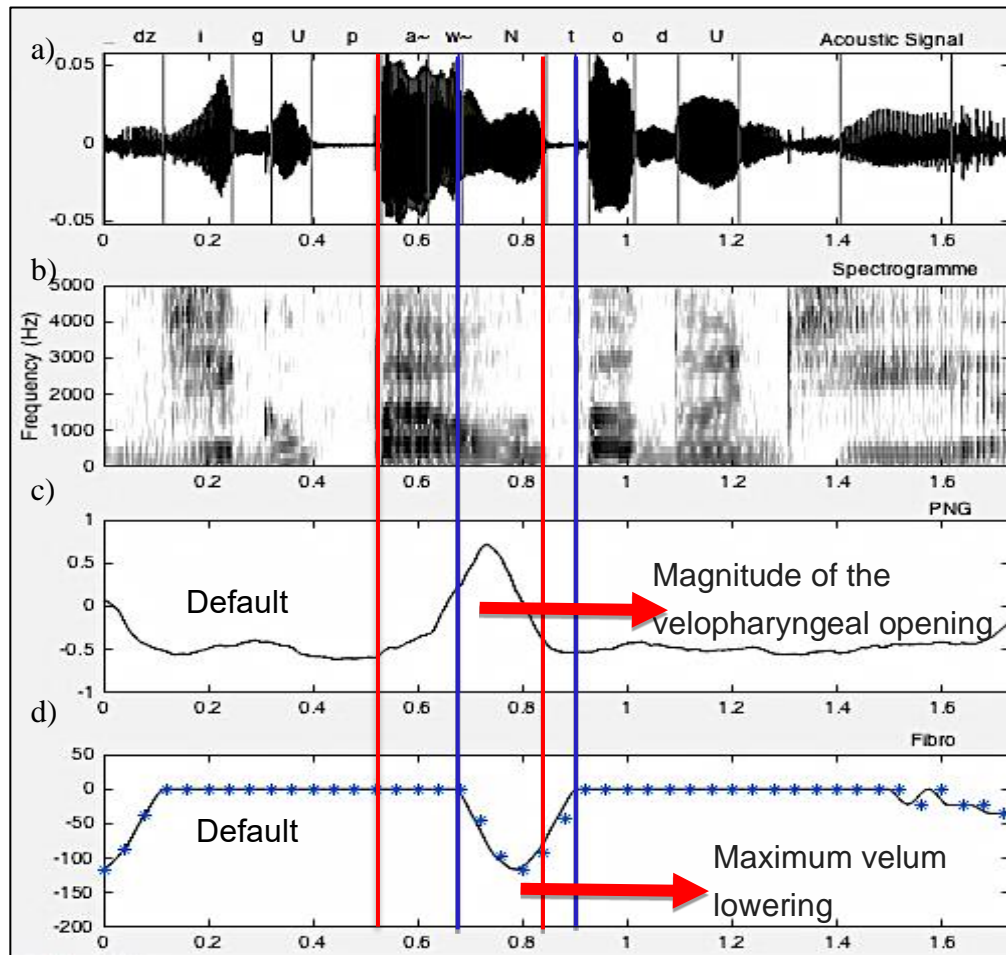 _ dz i g U p a~ w~ N t o d U
a)
Acoustic Signal
0.05
0
-0.05
0 0.2 0.4 0.6 0.8 1 1.2 1.4 1.6
b)
Spectrogramme
Frequency (Hz)
5000
4000
3000
2000
1000
0
0.2 0.4 0.6 0.8 1 1.2 1.4 1.6
c)
PNG
1
0.5
0
-0.5
-1
Default
Magnitude of the
velopharyngeal opening
0 0.2 0.4 0.6 0.8 1 1.2 1.4 1.6
d)
Fibro
50
0
-50
-100
-150
-200
Default
Maximum velum
lowering
0 0.2 0.4 0.6 0.8 1 1.2 1.4 1.6